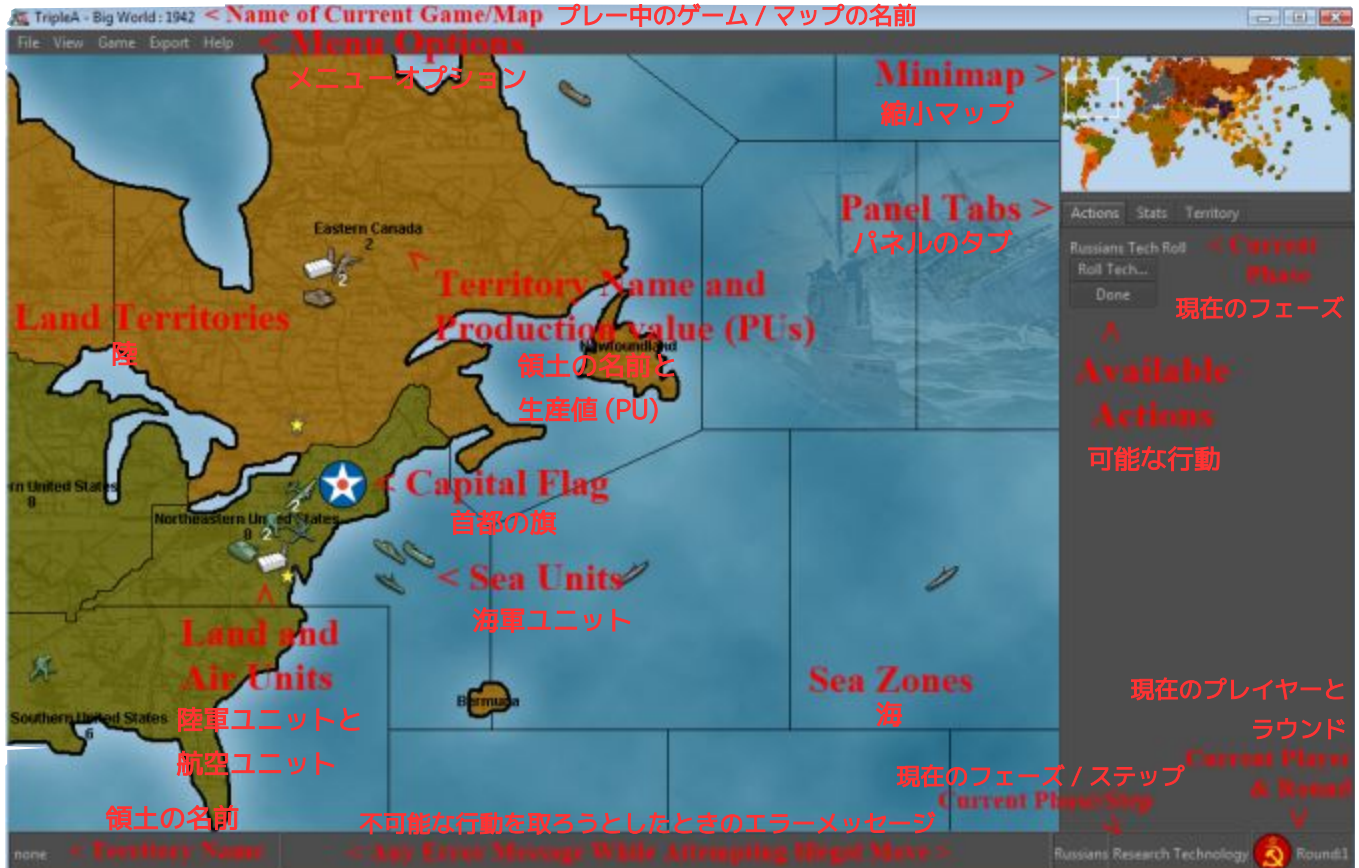 TripleA - Big World : 1942 < Name of Current Game/Map プレー中のゲーム / マップの名前
File View Game Export Help < Menu Options
メニューオプション
Minimap >
縮小マップ
Panel Tabs >
パネルのタブ
Actions Stats Territory
Russians Tech Roll < Current
Phase
Roll Tech...
Done
現在のフェーズ
^
Available
Actions
可能な行動
Eastern Canada
2
2
< Territory Name and
Production value (PUs)
領土の名前と
生産値 (PU)
Newfoundland
Land Territories
陸
rn United States
8
< Capital Flag
首都の旗
2
Northeastern United States
8 2
< Sea Units
海軍ユニット
^
Land and
Air Units
陸軍ユニットと
航空ユニット
Bermuda
Sea Zones
海
Southern United States
6
現在のプレイヤーと
ラウンド
Current Player
& Round
現在のフェーズ / ステップ
Current Phase/Step
領土の名前
不可能な行動を取ろうとしたときのエラーメッセージ
none < Territory Name
< Any Error Message While Attempting Illegal Move >
Russians Research Technology Round:1